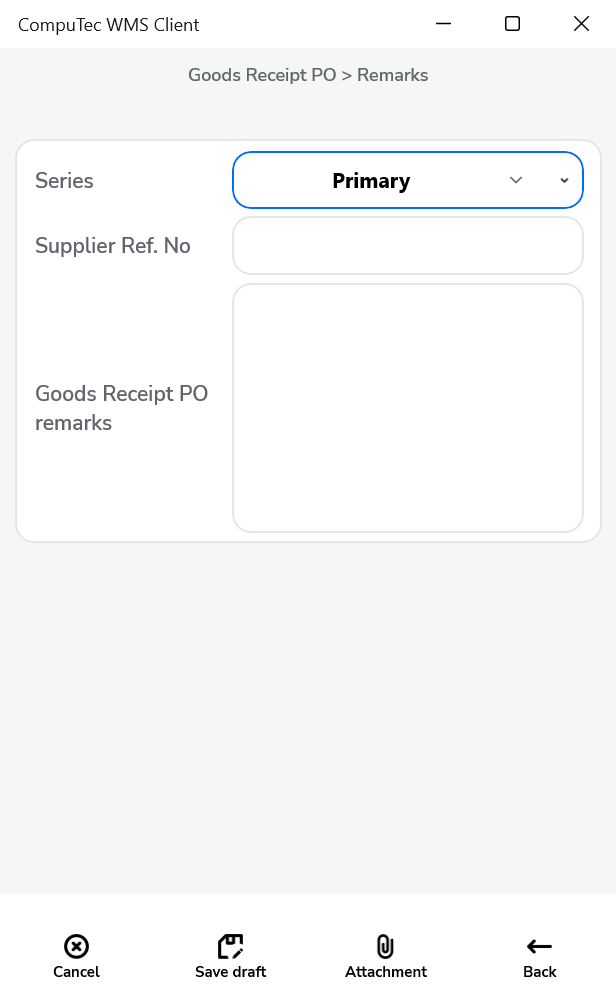 CompuTec WMS Client
Goods Receipt PO > Remarks
Series
Primary
Supplier Ref. No
Goods Receipt PO
remarks
Cancel
Save draft
Attachment
Back